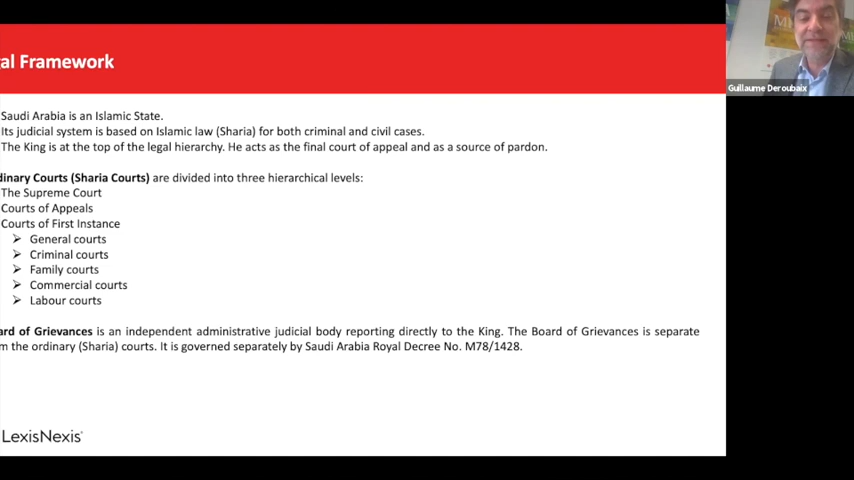 al Framework
Guillaume Deroubaix
Saudi Arabia is an Islamic State.
Its judicial system is based on Islamic law (Sharia) for both criminal and civil cases.
The King is at the top of the legal hierarchy. He acts as the final court of appeal and as a source of pardon.
dinary Courts (Sharia Courts) are divided into three hierarchical levels:
The Supreme Court
Courts of Appeals
Courts of First Instance
➢ General courts
➢ Criminal courts
➢ Family courts
➢ Commercial courts
➢ Labour courts
ard of Grievances is an independent administrative judicial body reporting directly to the King. The Board of Grievances is separate
m the ordinary (Sharia) courts. It is governed separately by Saudi Arabia Royal Decree No. M78/1428.
LexisNexis®